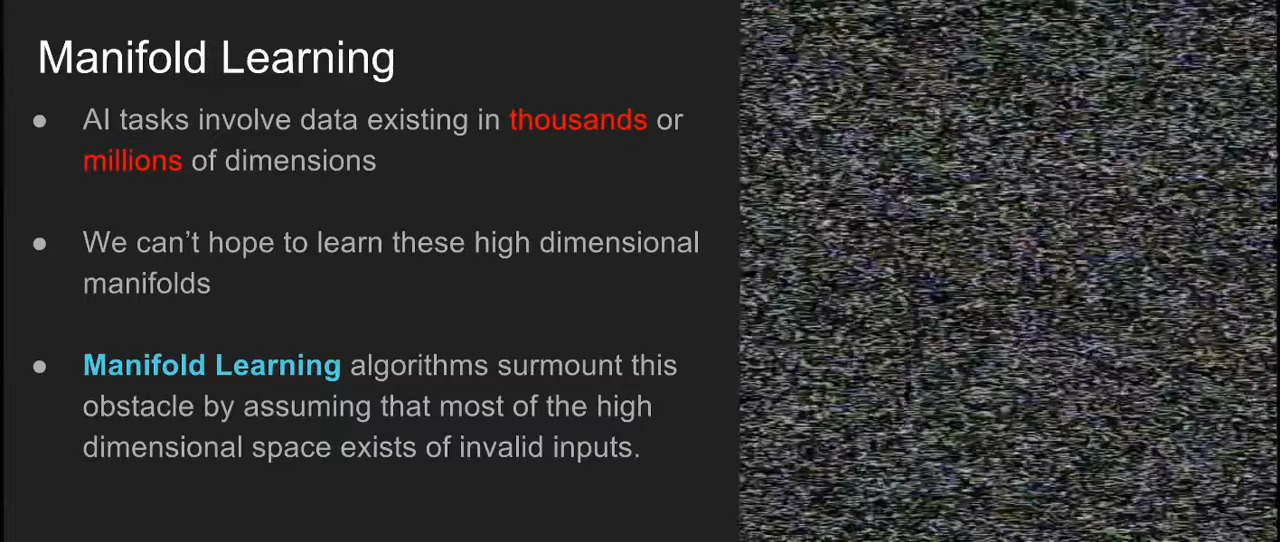 Manifold Learning
● AI tasks involve data existing in thousands or
millions of dimensions
● We can’t hope to learn these high dimensional
manifolds
● Manifold Learning algorithms surmount this
obstacle by assuming that most of the high
dimensional space exists of invalid inputs.